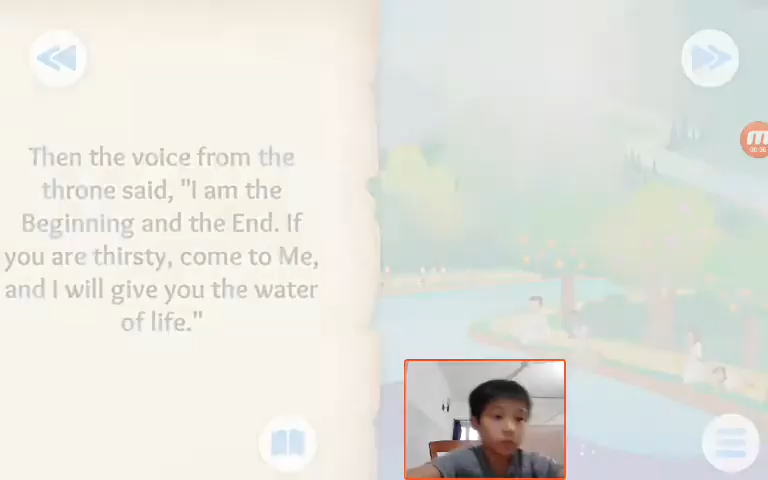 Then the voice from the
throne said, "I am the
Beginning and the End. If
you are thirsty, come to Me,
and I will give you the water
of life."